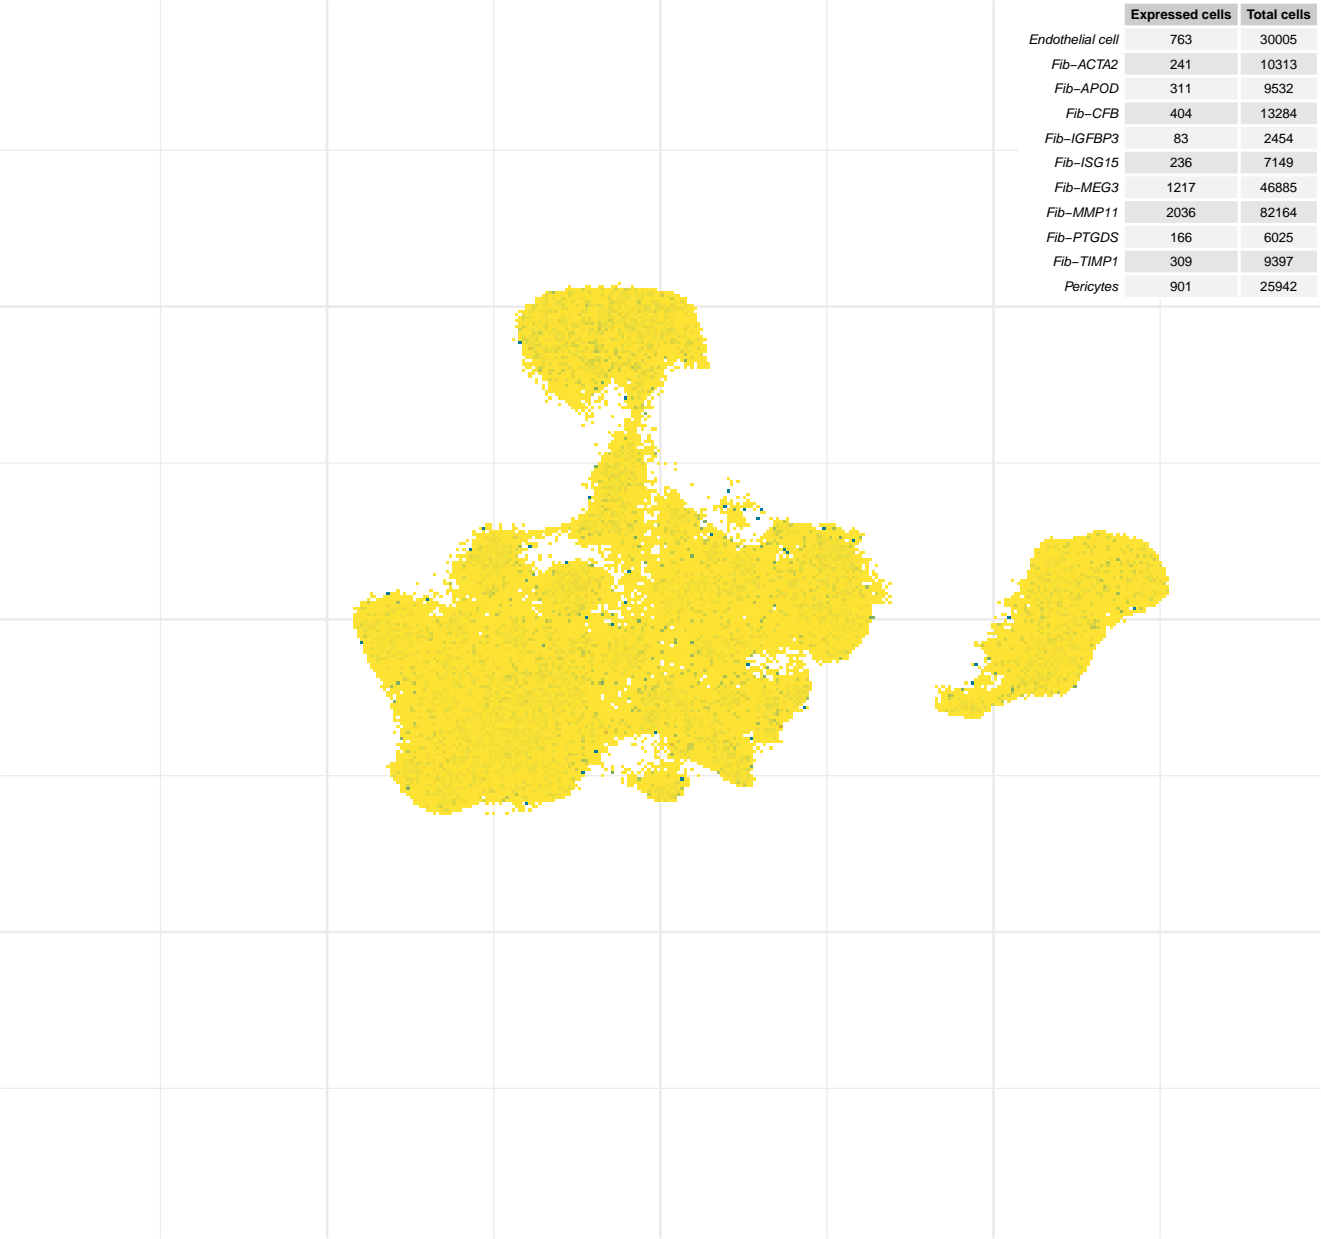 Expressed cells Total cells
Endothelial cell 763 30005
Fib−ACTA2 241 10313
Fib−APOD 311 9532
Fib−CFB 404 13284
Fib−IGFBP3 83 2454
Fib−ISG15 236 7149
Fib−MEG3 1217 46885
Fib−MMP11 2036 82164
Fib−PTGDS 166 6025
Fib−TIMP1 309 9397
Pericytes 901 25942